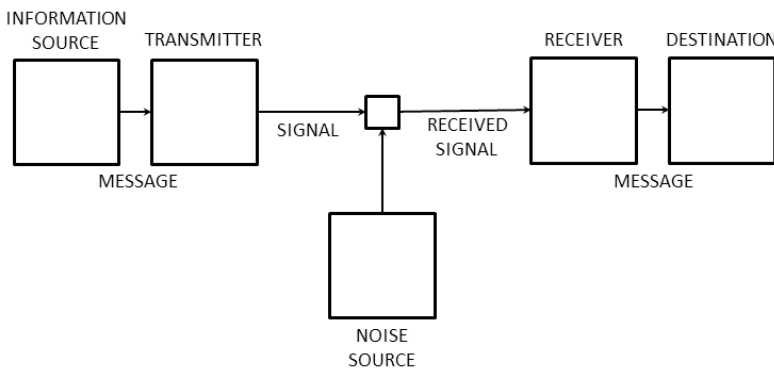 INFORMATION
SOURCE
TRANSMITTER
RECEIVER
DESTINATION
SIGNAL
RECEIVED
SIGNAL
MESSAGE
MESSAGE
NOISE
SOURCE